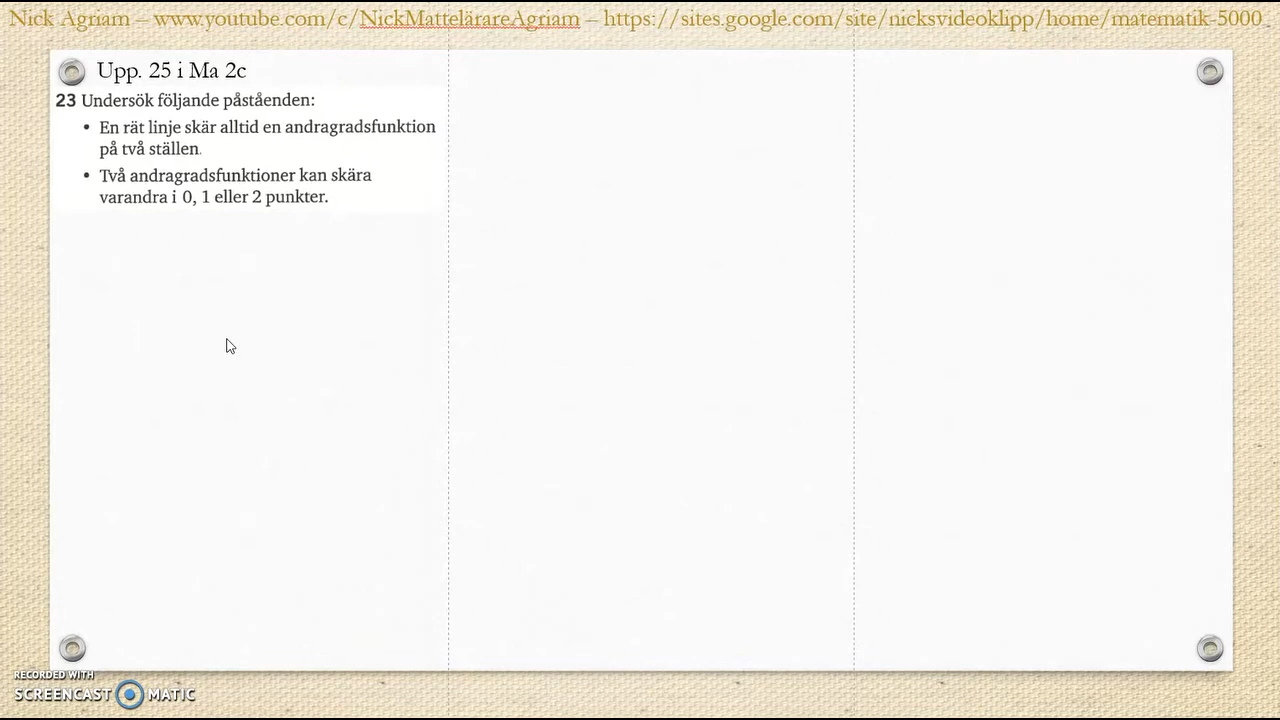 Nick Agriam – www.youtube.com/c/NickMattelärareAgriam – https://sites.google.com/site/nicksvideoklipp/home/matematik-5000
Upp. 25 i Ma 2c
23 Undersök följande påståenden:
• En rät linje skär alltid en andragradsfunktion
på två ställen.
• Två andragradsfunktioner kan skära
varandra i 0, 1 eller 2 punkter.
RECORDED WITH
SCREENCAST MATIC